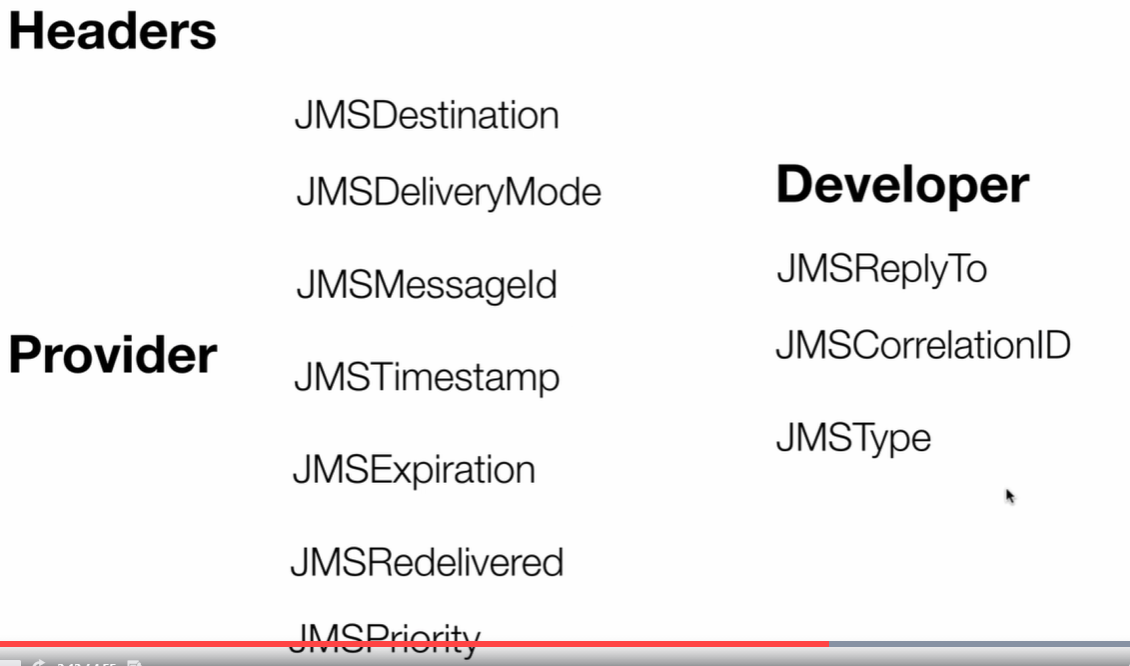 Headers
JMSDestination
JMSDeliveryMode
JMSMessageId
Provider
JMSTimestamp
JMSExpiration
JMSRedelivered
JMSPriority
Developer
JMSReplyTo
JMSCorrelationID
JMSType